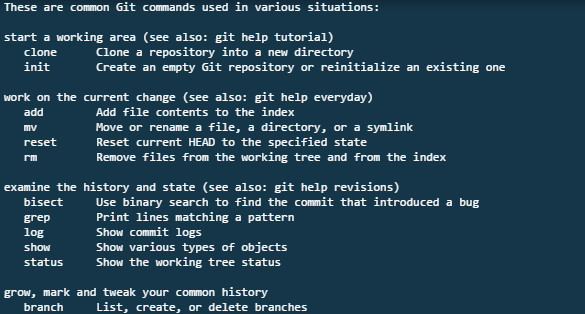 These are common Git commands used in various situations:
start a working area (see also: git help tutorial)
clone Clone a repository into a new directory
init Create an empty Git repository or reinitialize an existing one
work on the current change (see also: git help everyday)
add Add file contents to the index
mv Move or rename a file, a directory, or a symlink
reset Reset current HEAD to the specified state
rm Remove files from the working tree and from the index
examine the history and state (see also: git help revisions)
bisect Use binary search to find the commit that introduced a bug
grep Print lines matching a pattern
log Show commit logs
show Show various types of objects
status Show the working tree status
grow, mark and tweak your common history
branch List, create, or delete branches